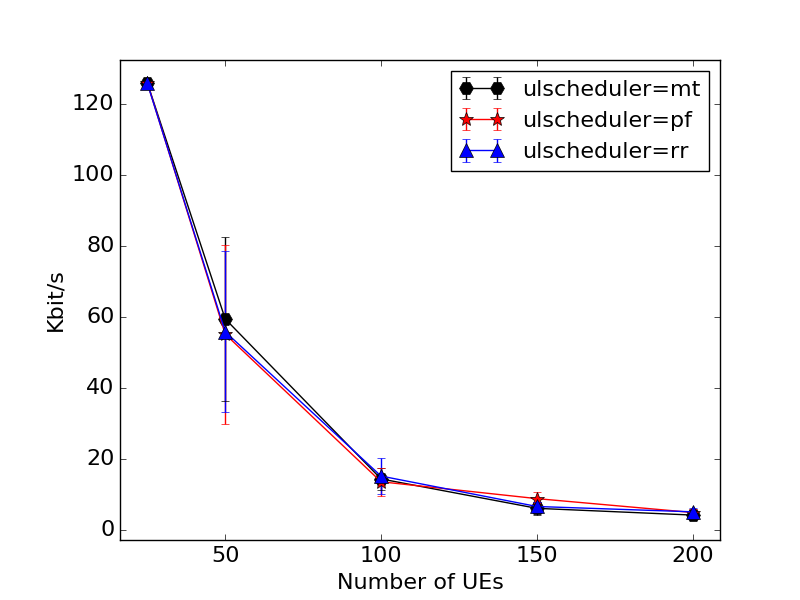 120
100
80
60
40
20
0
Kbit/s
ulscheduler=mt
ulscheduler=pf
ulscheduler=rr
50 100 150 200
Number of UEs